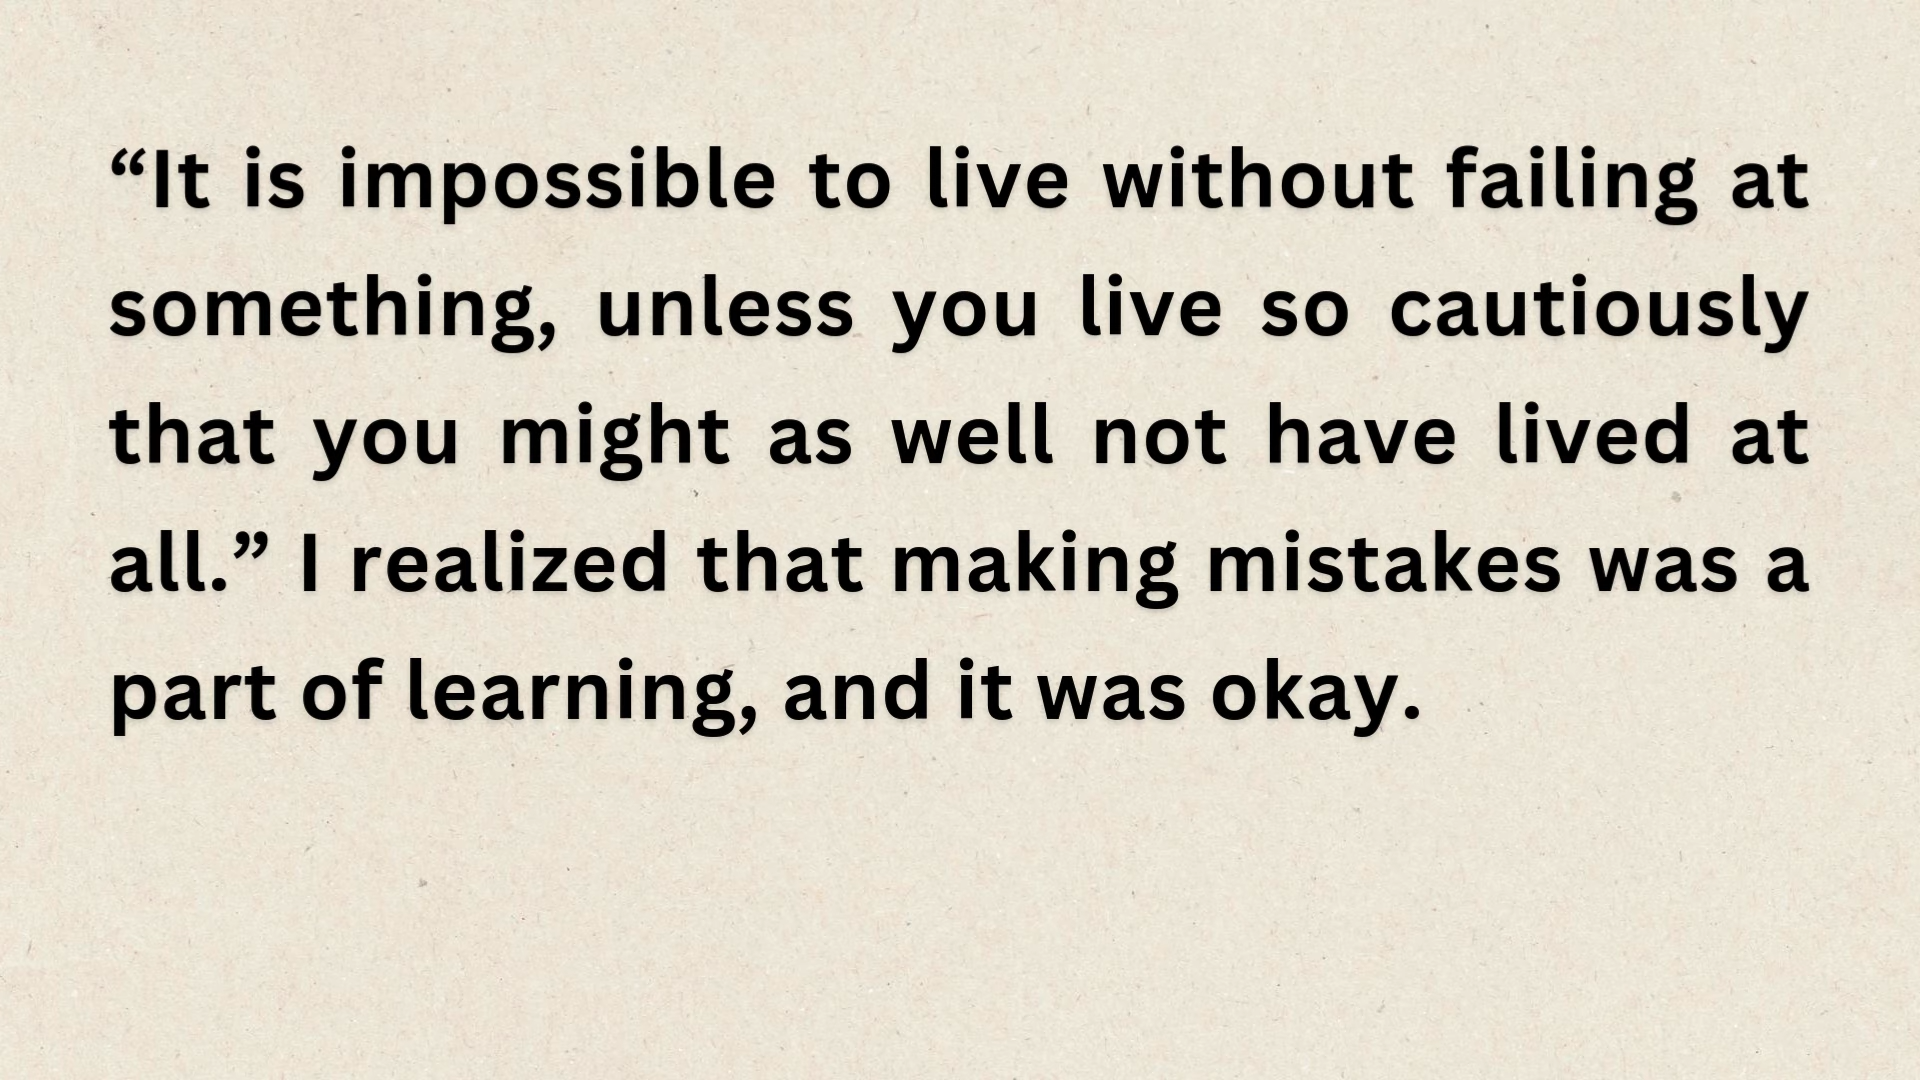 “It is impossible to live without failing at
something, unless you live so cautiously
that you might as well not have lived at
all.” I realized that making mistakes was a
part of learning, and it was okay.